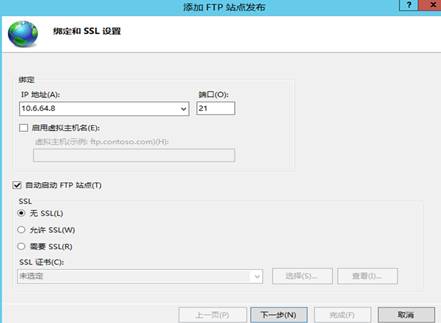 添加 FTP 站点发布
?
绑定和 SSL 设置
绑定
IP 地址(A): 端口(O):
10.6.64.8 21
启用虚拟主机名(E):
虚拟主机(示例: ftp.contoso.com)(H):
自动启动 FTP 站点(T)
SSL
无 SSL(L)
允许 SSL(W)
需要 SSL(R)
SSL 证书(C):
未选定 选择(S)... 查看(I)...
上一页(P) 下一步(N) 完成(F) 取消